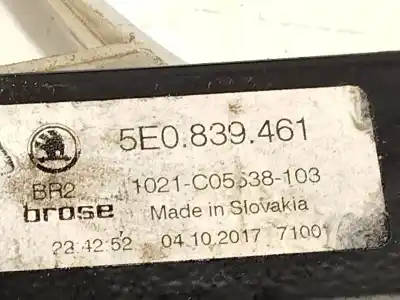 5E0.839.461
BR2
1021-C05538-103
brose
Made in Slovakia
22:42:52 04.10.2017 7100